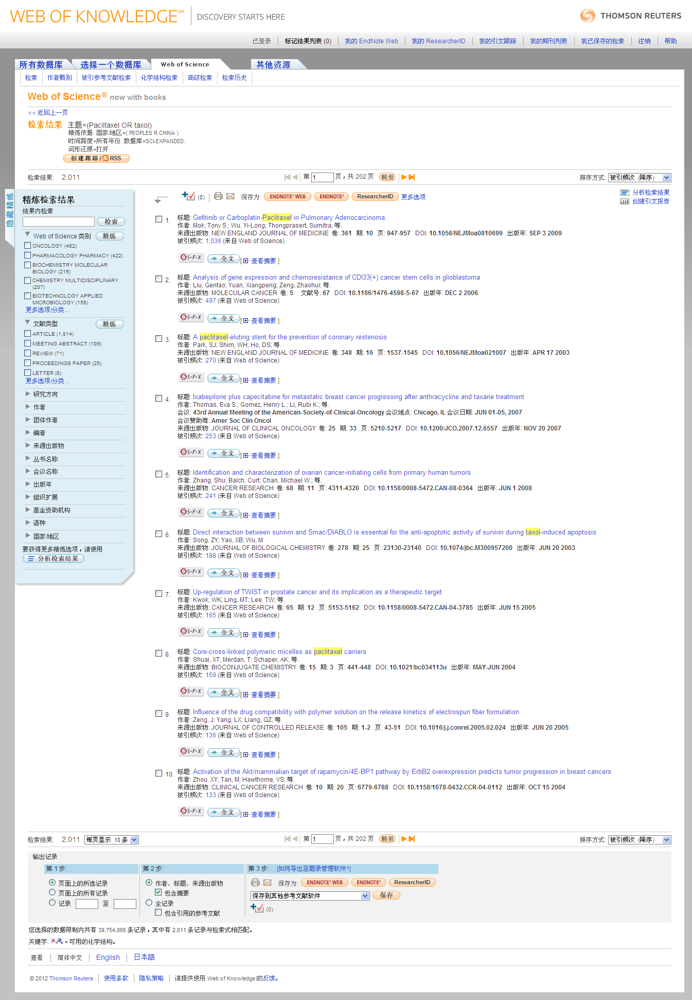 WEB OF KNOWLEDGE℠ DISCOVERY STARTS HERE THOMSON REUTERS
已登录 标记结果列表 (0) 我的 EndNote Web 我的 ResearcherID 我的引文跟踪 我的期刊列表 我已保存的检索 注销 帮助
所有数据库 选择一个数据库 Web of Science 其他资源
检索 作者甄别 被引参考文献检索 化学结构检索 高级检索 检索历史
Web of Science® now with books
<< 返回上一页
检索结果 主题=(Paclitaxel OR taxol)
精炼依据: 国家/地区=( PEOPLES R CHINA )
时间跨度=所有年份. 数据库=SCI-EXPANDED.
词形还原=打开
创建跟踪 / RSS
检索结果: 2,011 第 1 页，共 202 页 转至 排序方式: 被引频次 (降序)
隐藏精炼
精炼检索结果
结果内检索
检索
Web of Science 类别 精炼
ONCOLOGY (482)
PHARMACOLOGY PHARMACY (422)
BIOCHEMISTRY MOLECULAR
BIOLOGY (216)
CHEMISTRY MULTIDISCIPLINARY
(207)
BIOTECHNOLOGY APPLIED
MICROBIOLOGY (158)
更多选项/分类...
文献类型 精炼
ARTICLE (1,814)
MEETING ABSTRACT (109)
REVIEW (71)
PROCEEDINGS PAPER (25)
LETTER (8)
更多选项/分类...
研究方向
作者
团体作者
编者
来源出版物
丛书名称
会议名称
出版年
组织扩展
基金资助机构
语种
国家/地区
要获得更多精炼选项，请使用
分析检索结果
(0) 保存为: ENDNOTE® WEB ENDNOTE® ResearcherID 更多选项
分析检索结果
创建引文报告
1. 标题: Gefitinib or Carboplatin-Paclitaxel in Pulmonary Adenocarcinoma.
作者: Mok, Tony S.; Wu, Yi-Long; Thongprasert, Sumitra; 等.
来源出版物: NEW ENGLAND JOURNAL OF MEDICINE 卷: 361 期: 10 页: 947-957 DOI: 10.1056/NEJMoa0810699 出版年: SEP 3 2009
被引频次: 1,036 (来自 Web of Science)
S·F·X 全文 [ 查看摘要 ]
2. 标题: Analysis of gene expression and chemoresistance of CDI33(+) cancer stem cells in glioblastoma
作者: Liu, Gentao; Yuan, Xiangpeng; Zeng, Zhaohui; 等.
来源出版物: MOLECULAR CANCER 卷: 5 文献号: 67 DOI: 10.1186/1476-4598-5-67 出版年: DEC 2 2006
被引频次: 497 (来自 Web of Science)
S·F·X 全文 [ 查看摘要 ]
3. 标题: A paclitaxel-eluting stent for the prevention of coronary restenosis
作者: Park, SJ; Shim, WH; Ho, DS; 等.
来源出版物: NEW ENGLAND JOURNAL OF MEDICINE 卷: 348 期: 16 页: 1537-1545 DOI: 10.1056/NEJMoa021007 出版年: APR 17 2003
被引频次: 270 (来自 Web of Science)
S·F·X 全文 [ 查看摘要 ]
4. 标题: Ixabepilone plus capecitabine for metastatic breast cancer progressing after anthracycline and taxane treatment
作者: Thomas, Eva S.; Gomez, Henry L.; Li, Rubi K.; 等.
会议: 43rd Annual Meeting of the American-Society-of-Clinical-Oncology 会议地点: Chicago, IL 会议日期: JUN 01-05, 2007
会议赞助商: Amer Soc Clin Oncol
来源出版物: JOURNAL OF CLINICAL ONCOLOGY 卷: 25 期: 33 页: 5210-5217 DOI: 10.1200/JCO.2007.12.6557 出版年: NOV 20 2007
被引频次: 253 (来自 Web of Science)
S·F·X 全文 [ 查看摘要 ]
5. 标题: Identification and characterization of ovarian cancer-initiating cells from primary human tumors
作者: Zhang, Shu; Balch, Curt; Chan, Michael W.; 等.
来源出版物: CANCER RESEARCH 卷: 68 期: 11 页: 4311-4320 DOI: 10.1158/0008-5472.CAN-08-0364 出版年: JUN 1 2008
被引频次: 241 (来自 Web of Science)
S·F·X 全文 [ 查看摘要 ]
6. 标题: Direct interaction between survivin and Smac/DIABLO is essential for the anti-apoptotic activity of survivin during taxol-induced apoptosis
作者: Song, ZY; Yao, XB; Wu, M
来源出版物: JOURNAL OF BIOLOGICAL CHEMISTRY 卷: 278 期: 25 页: 23130-23140 DOI: 10.1074/jbc.M300957200 出版年: JUN 20 2003
被引频次: 188 (来自 Web of Science)
S·F·X 全文 [ 查看摘要 ]
7. 标题: Up-regulation of TWIST in prostate cancer and its implication as a therapeutic target
作者: Kwok, WK; Ling, MT; Lee, TW; 等.
来源出版物: CANCER RESEARCH 卷: 65 期: 12 页: 5153-5162 DOI: 10.1158/0008-5472.CAN-04-3785 出版年: JUN 15 2005
被引频次: 165 (来自 Web of Science)
S·F·X 全文 [ 查看摘要 ]
8. 标题: Core-cross-linked polymeric micelles as paclitaxel carriers
作者: Shuai, XT; Merdan, T; Schaper, AK; 等.
来源出版物: BIOCONJUGATE CHEMISTRY 卷: 15 期: 3 页: 441-448 DOI: 10.1021/bc034113u 出版年: MAY-JUN 2004
被引频次: 159 (来自 Web of Science)
S·F·X 全文 [ 查看摘要 ]
9. 标题: Influence of the drug compatibility with polymer solution on the release kinetics of electrospun fiber formulation
作者: Zeng, J; Yang, LX; Liang, QZ; 等.
来源出版物: JOURNAL OF CONTROLLED RELEASE 卷: 105 期: 1-2 页: 43-51 DOI: 10.1016/j.j.conrel.2005.02.024 出版年: JUN 20 2005
被引频次: 136 (来自 Web of Science)
S·F·X 全文 [ 查看摘要 ]
10. 标题: Activation of the Akt/mammalian target of rapamycin/4E-BP1 pathway by ErbB2 overexpression predicts tumor progression in breast cancers
作者: Zhou, XY; Tan, M; Hawthorne, VS; 等.
来源出版物: CLINICAL CANCER RESEARCH 卷: 10 期: 20 页: 6779-6788 DOI: 10.1158/1078-0432.CCR-04-0112 出版年: OCT 15 2004
被引频次: 133 (来自 Web of Science)
S·F·X 全文 [ 查看摘要 ]
检索结果: 2,011 每页显示 10 条 第 1 页，共 202 页 转至 排序方式: 被引频次 (降序)
输出记录
第 1 步: 第 2 步: 第 3 步: [如何导出至题录管理软件?]
页面上的所选记录 作者、标题、来源出版物 保存为: ENDNOTE® WEB ENDNOTE® ResearcherID
页面上的所有记录 包含摘要 保存到其他参考文献软件 保存
记录 至 全记录 (0)
包含引用的参考文献
您选择的数据限制内共有 39,754,066 条记录，其中有 2,011 条记录与检索式相匹配。
关键字: = 可用的化学结构。
查看 简体中文 English 日本語
© 2012 Thomson Reuters 使用条款 隐私策略 请提供使用 Web of Knowledge 的反馈。